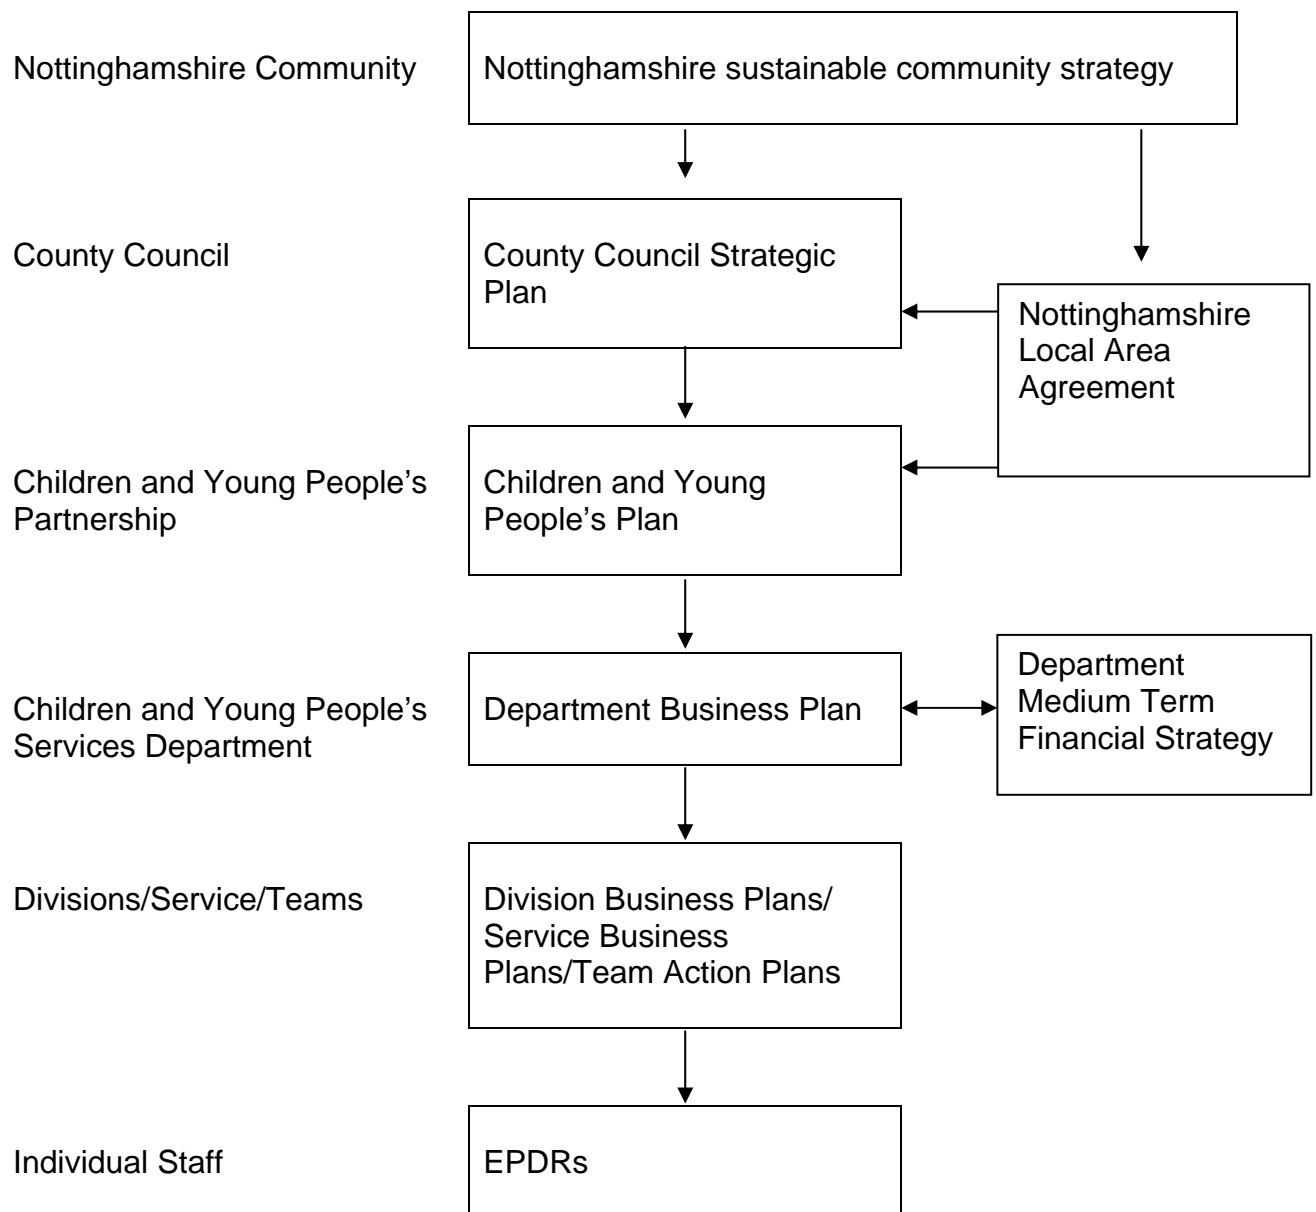 Nottinghamshire Community
Nottinghamshire sustainable community strategy
County Council
County Council Strategic
Plan
Nottinghamshire
Local Area
Agreement
Children and Young People’s
Partnership
Children and Young
People’s Plan
Children and Young People’s
Services Department
Department Business Plan
Department
Medium Term
Financial Strategy
Divisions/Service/Teams
Division Business Plans/
Service Business
Plans/Team Action Plans
Individual Staff
EPDRs